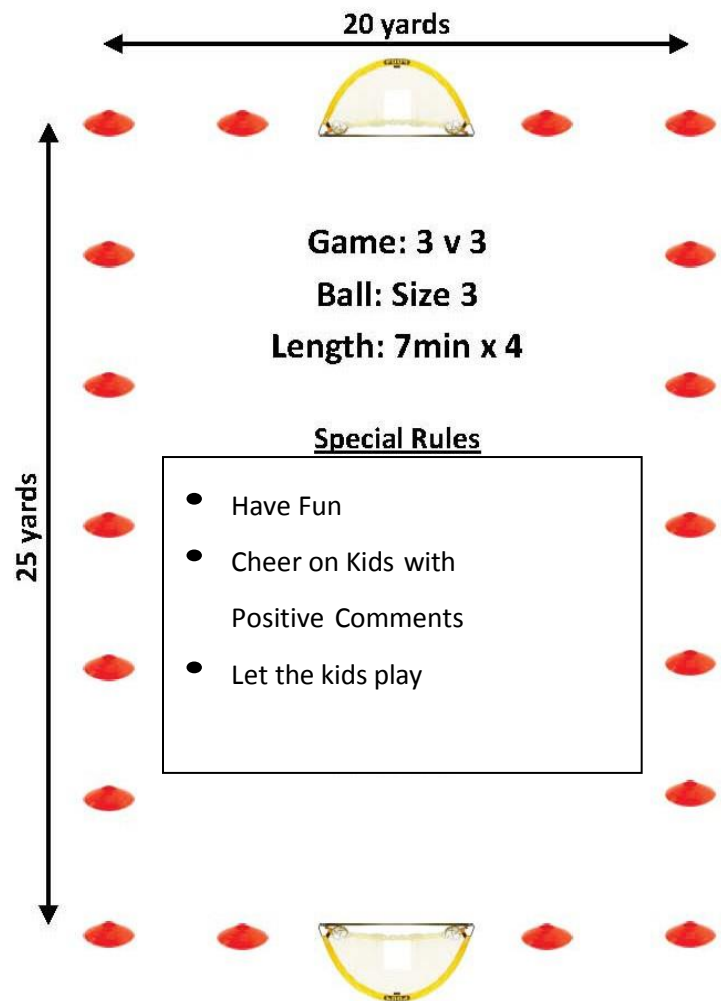 20 yards
25 yards
Game: 3 v 3
Ball: Size 3
Length: 7min x 4
Special Rules
• Have Fun
• Cheer on Kids with
Positive Comments
• Let the kids play